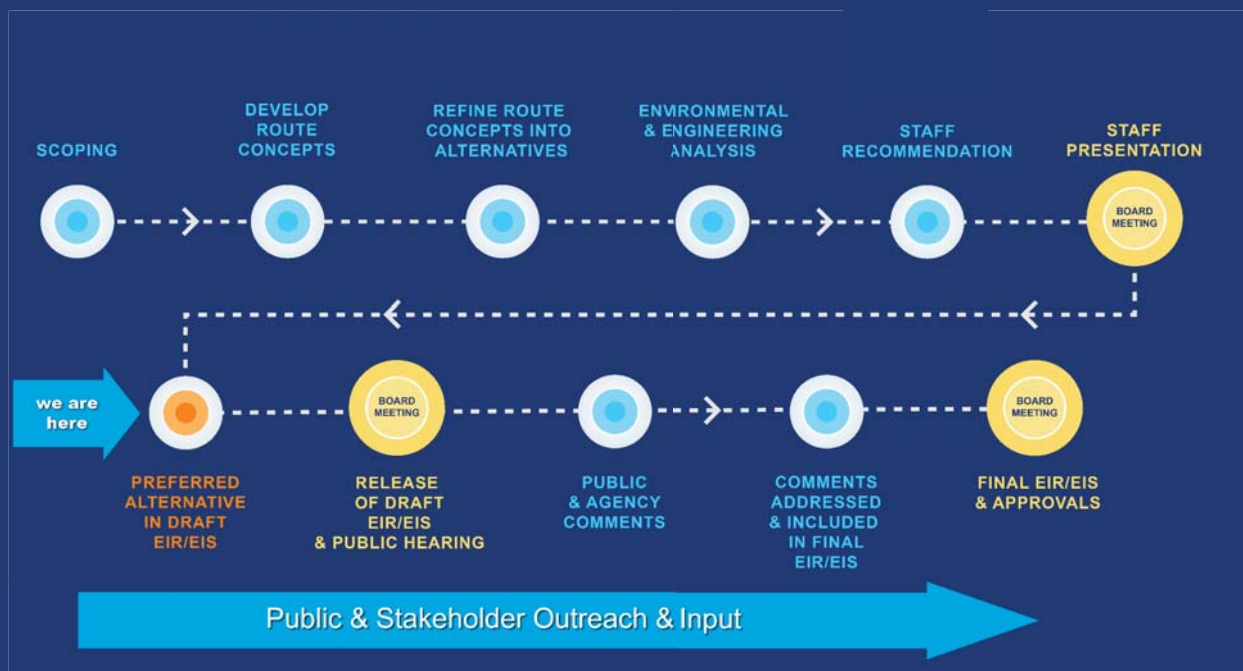 SCOPING
DEVELOP
ROUTE
CONCEPTS
REFINE ROUTE
CONCEPTS INTO
ALTERNATIVES
ENVIRONMENTAL
& ENGINEERING
ANALYSIS
STAFF
RECOMMENDATION
STAFF
PRESENTATION
BOARD
MEETING
we are
here
PREFERRED
ALTERNATIVE
IN DRAFT
EIR/EIS
BOARD
MEETING
RELEASE
OF DRAFT
EIR/EIS
& PUBLIC HEARING
PUBLIC
& AGENCY
COMMENTS
COMMENTS
ADDRESSED
& INCLUDED
IN FINAL
EIR/EIS
BOARD
MEETING
FINAL EIR/EIS
& APPROVALS
Public & Stakeholder Outreach & Input